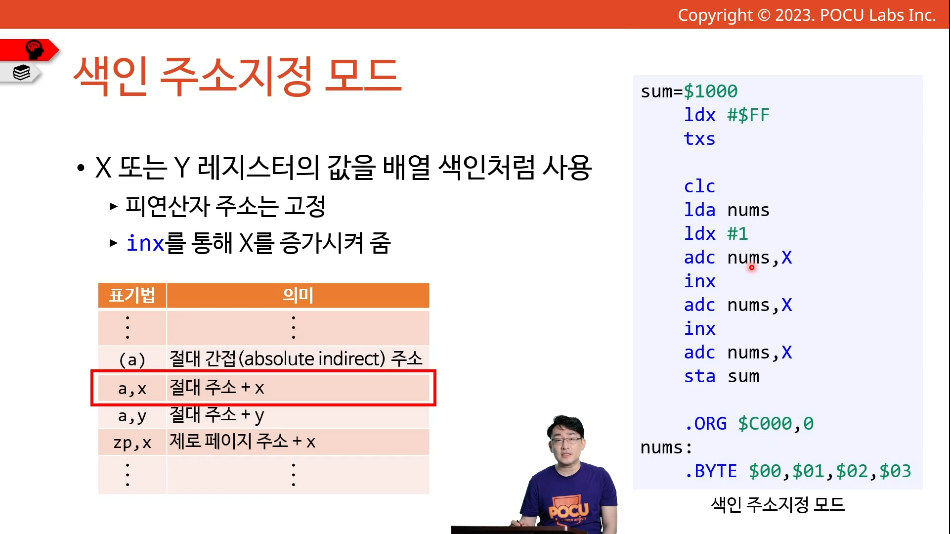 Copyright © 2023. POCU Labs Inc.
색인 주소지정 모드
• X 또는 Y 레지스터의 값을 배열 색인처럼 사용
▸ 피연산자 주소는 고정
▸ inx를 통해 X를 증가시켜 줌
표기법 의미
⋮ ⋮
(a) 절대 간접(absolute indirect) 주소
a,x 절대 주소 + x
a,y 절대 주소 + y
zp,x 제로 페이지 주소 + x
⋮ ⋮
sum=$1000
ldx #$FF
txs
clc
lda nums
ldx #1
adc nums,X
inx
adc nums,X
inx
adc nums,X
sta sum
.ORG $C000,0
nums:
.BYTE $00,$01,$02,$03
색인 주소지정 모드
POCU